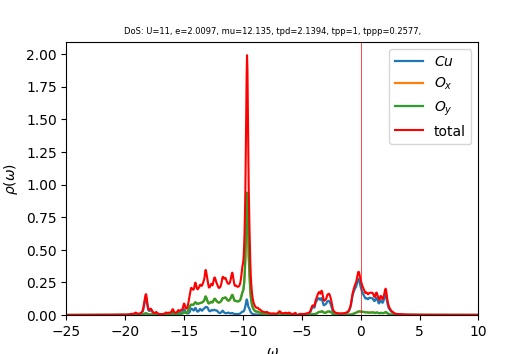 DoS: U=11, e=2.0097, mu=12.135, tpd=2.1394, tpp=1, tppp=0.2577,
2.00
1.75
1.50
1.25
1.00
0.75
0.50
0.25
0.00
ρ(ω)
Cu
Oₓ
O_y
total
−25
−20
−15
−10
−5
0
5
10
ω